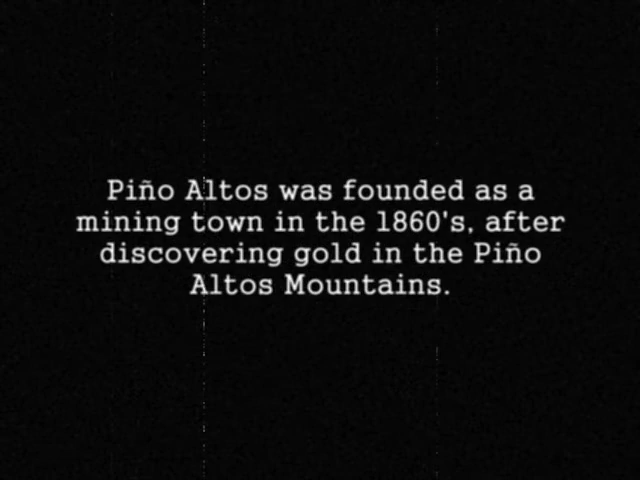 Piño Altos was founded as a
mining town in the 1860's, after
discovering gold in the Piño
Altos Mountains.